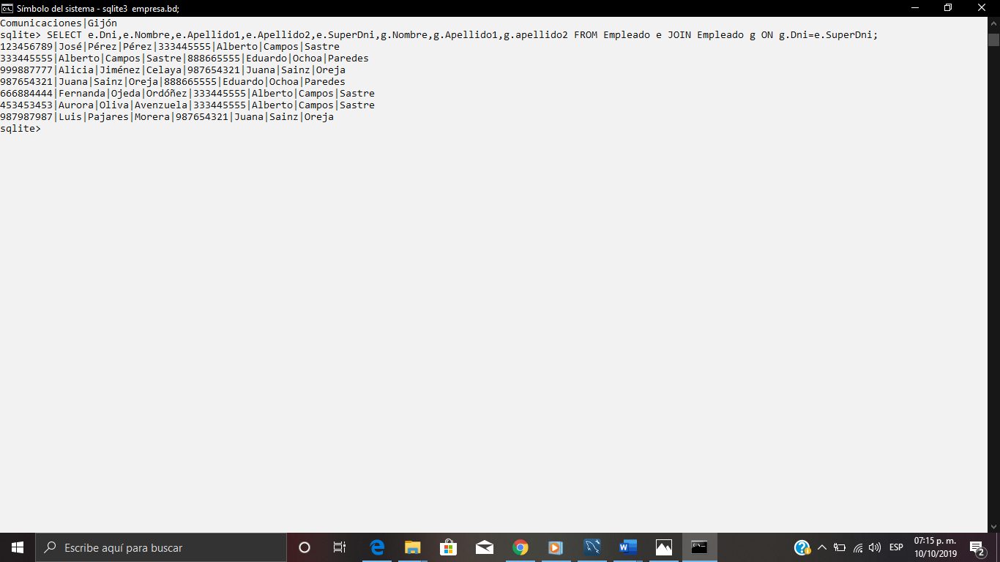 Símbolo del sistema - sqlite3 empresa.bd;
Comunicaciones|Gijón
sqlite> SELECT e.Dni,e.Nombre,e.Apellido1,e.Apellido2,e.SuperDni,g.Nombre,g.Apellido1,g.apellido2 FROM Empleado e JOIN Empleado g ON g.Dni=e.SuperDni;
123456789|José|Pérez|Pérez|333445555|Alberto|Campos|Sastre
333445555|Alberto|Campos|Sastre|888665555|Eduardo|Ochoa|Paredes
999887777|Alicia|Jiménez|Celaya|987654321|Juana|Sainz|Oreja
987654321|Juana|Sainz|Oreja|888665555|Eduardo|Ochoa|Paredes
666884444|Fernanda|Ojeda|Ordóñez|333445555|Alberto|Campos|Sastre
453453453|Aurora|Oliva|Avenzuela|333445555|Alberto|Campos|Sastre
987987987|Luis|Pajares|Morera|987654321|Juana|Sainz|Oreja
sqlite>
Escribe aquí para buscar
ESP
07:15 p. m.
10/10/2019
2